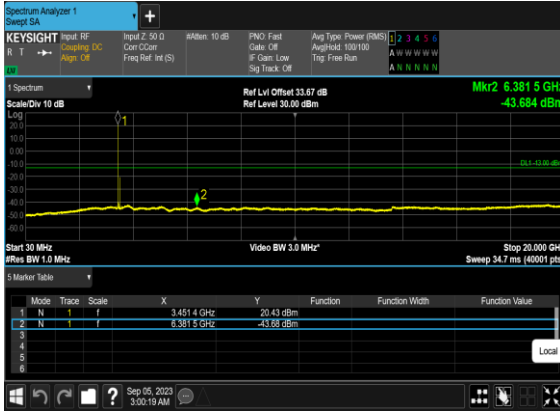 Spectrum Analyzer 1
Swept SA
+
KEYSIGHT Input: RF Input Z: 50 Ω #Atten: 10 dB PNO: Fast Avg Type: Power (RMS) 1 2 3 4 5 6
R T Coupling: DC Corr CCorr Gate: Off Avg|Hold: 100/100 A W W W W W
Align: Off Freq Ref: Int (S) IF Gain: Low Trig: Free Run
Sig Track: Off A N N N N N
1 Spectrum
Scale/Div 10 dB
Ref Lvl Offset 33.67 dB
Ref Level 30.00 dBm
Mkr2 6.381 5 GHz
-43.684 dBm
Log
20.0
10.0
0.00
-10.0
-20.0
-30.0
-40.0
-50.0
-60.0
1
2
DL1 -13.00 dBm
Start 30 MHz Video BW 3.0 MHz* Stop 20.000 GH
#Res BW 1.0 MHz Sweep 34.7 ms (40001 pts
5 Marker Table
Mode Trace Scale X Y Function Function Width Function Value
1 N 1 f 3.451 4 GHz 20.43 dBm
2 N 1 f 6.381 5 GHz -43.68 dBm
3
4
5
6
Local
?
Sep 05, 2023
3:00:19 AM